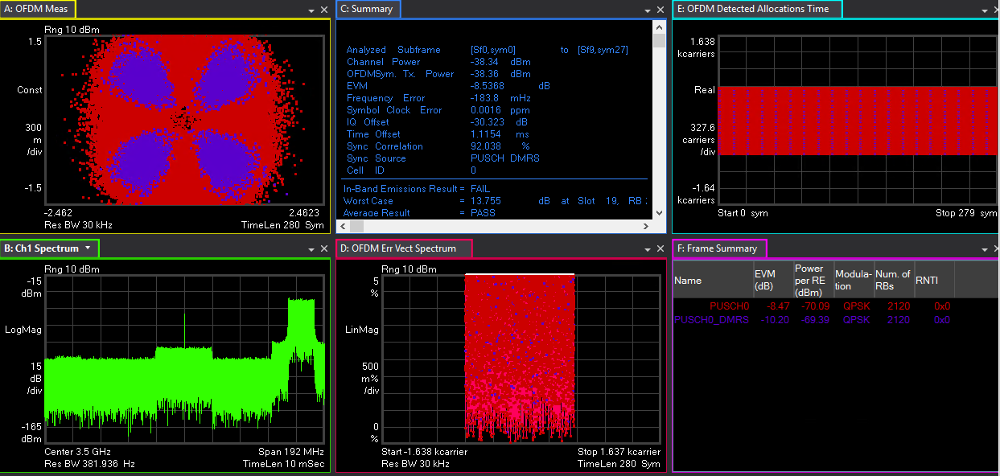 A: OFDM Meas
Rng 10 dBm
1.5
Const
300
m
/div
-1.5
-2.462
2.4623
Res BW 30 kHz
TimeLen 280 Sym
C: Summary
Analyzed Subframe [Sf0,sym0] to [Sf9,sym27]
Channel Power -38.34 dBm
OFDMSym. Tx. Power -38.36 dBm
EVM -8.5368 dB
Frequency Error -183.8 mHz
Symbol Clock Error 0.0016 ppm
IQ Offset -30.323 dB
Time Offset 1.1154 ms
Sync Correlation 92.038 %
Sync Source PUSCH DMRS
Cell ID 0
In-Band Emissions Result = FAIL
Worst Case = 13.755 dB at Slot 19, RB
Average Result = PASS
E: OFDM Detected Allocations Time
1.638
kcarriers
Real
327.6
carriers
/div
-1.64
kcarriers
Start 0 sym
Stop 279 sym
B: Ch1 Spectrum
Rng 10 dBm
-15
dBm
LogMag
15
dB
/div
-165
dBm
Center 3.5 GHz
Span 192 MHz
Res BW 381.936 Hz
TimeLen 10 mSec
D: OFDM Err Vect Spectrum
Rng 10 dBm
5
%
LinMag
500
m%
/div
0
%
Start -1.638 kcarrier
Stop 1.637 kcarrier
Res BW 30 kHz
TimeLen 280 Sym
F: Frame Summary
Name EVM (dB) Power per RE (dBm) Modula-tion Num. of RBs RNTI
PUSCH0 -8.47 -70.09 QPSK 2120 0x0
PUSCH0_DMRS -10.20 -69.39 QPSK 2120 0x0